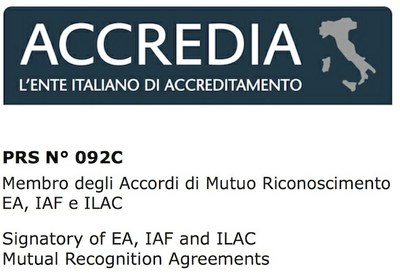 ACCREDIA
L'ENTE ITALIANO DI ACCREDITAMENTO
PRS N° 092C
Membro degli Accordi di Mutuo Riconoscimento
EA, IAF e ILAC
Signatory of EA, IAF and ILAC
Mutual Recognition Agreements